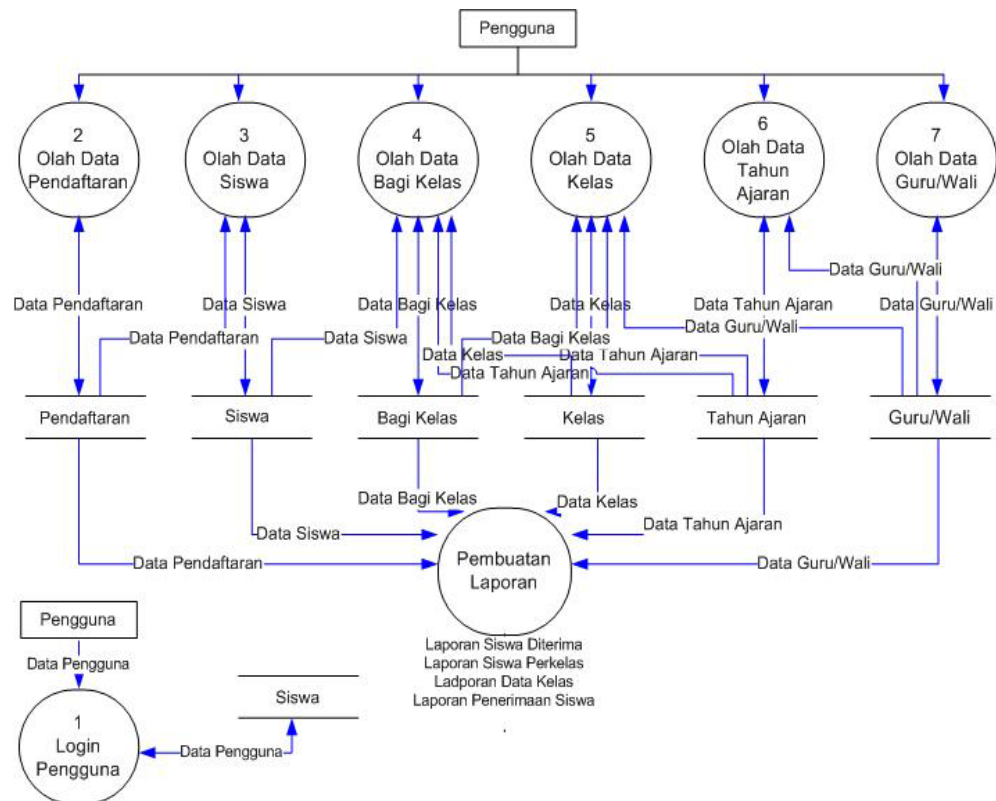 Pengguna
2
Olah Data
Pendaftaran
3
Olah Data
Siswa
4
Olah Data
Bagi Kelas
5
Olah Data
Kelas
6
Olah Data
Tahun
Ajaran
7
Olah Data
Guru/Wali
Data Guru/Wali
Data Pendaftaran
Data Siswa
Data Bagi Kelas
Data Kelas
Data Tahun Ajaran
Data Guru/Wali
Data Pendaftaran
Data Siswa
Data Bagi Kelas
Data Guru/Wali
Data Kelas
Data Tahun Ajaran
Data Tahun Ajaran
Pendaftaran
Siswa
Bagi Kelas
Kelas
Tahun Ajaran
Guru/Wali
Data Bagi Kelas
Data Kelas
Data Siswa
Data Tahun Ajaran
Data Pendaftaran
Pembuatan
Laporan
Data Guru/Wali
Laporan Siswa Diterima
Laporan Siswa Perkelas
Ladporan Data Kelas
Laporan Penerimaan Siswa
.
Pengguna
Data Pengguna
1
Login
Pengguna
Data Pengguna
Siswa